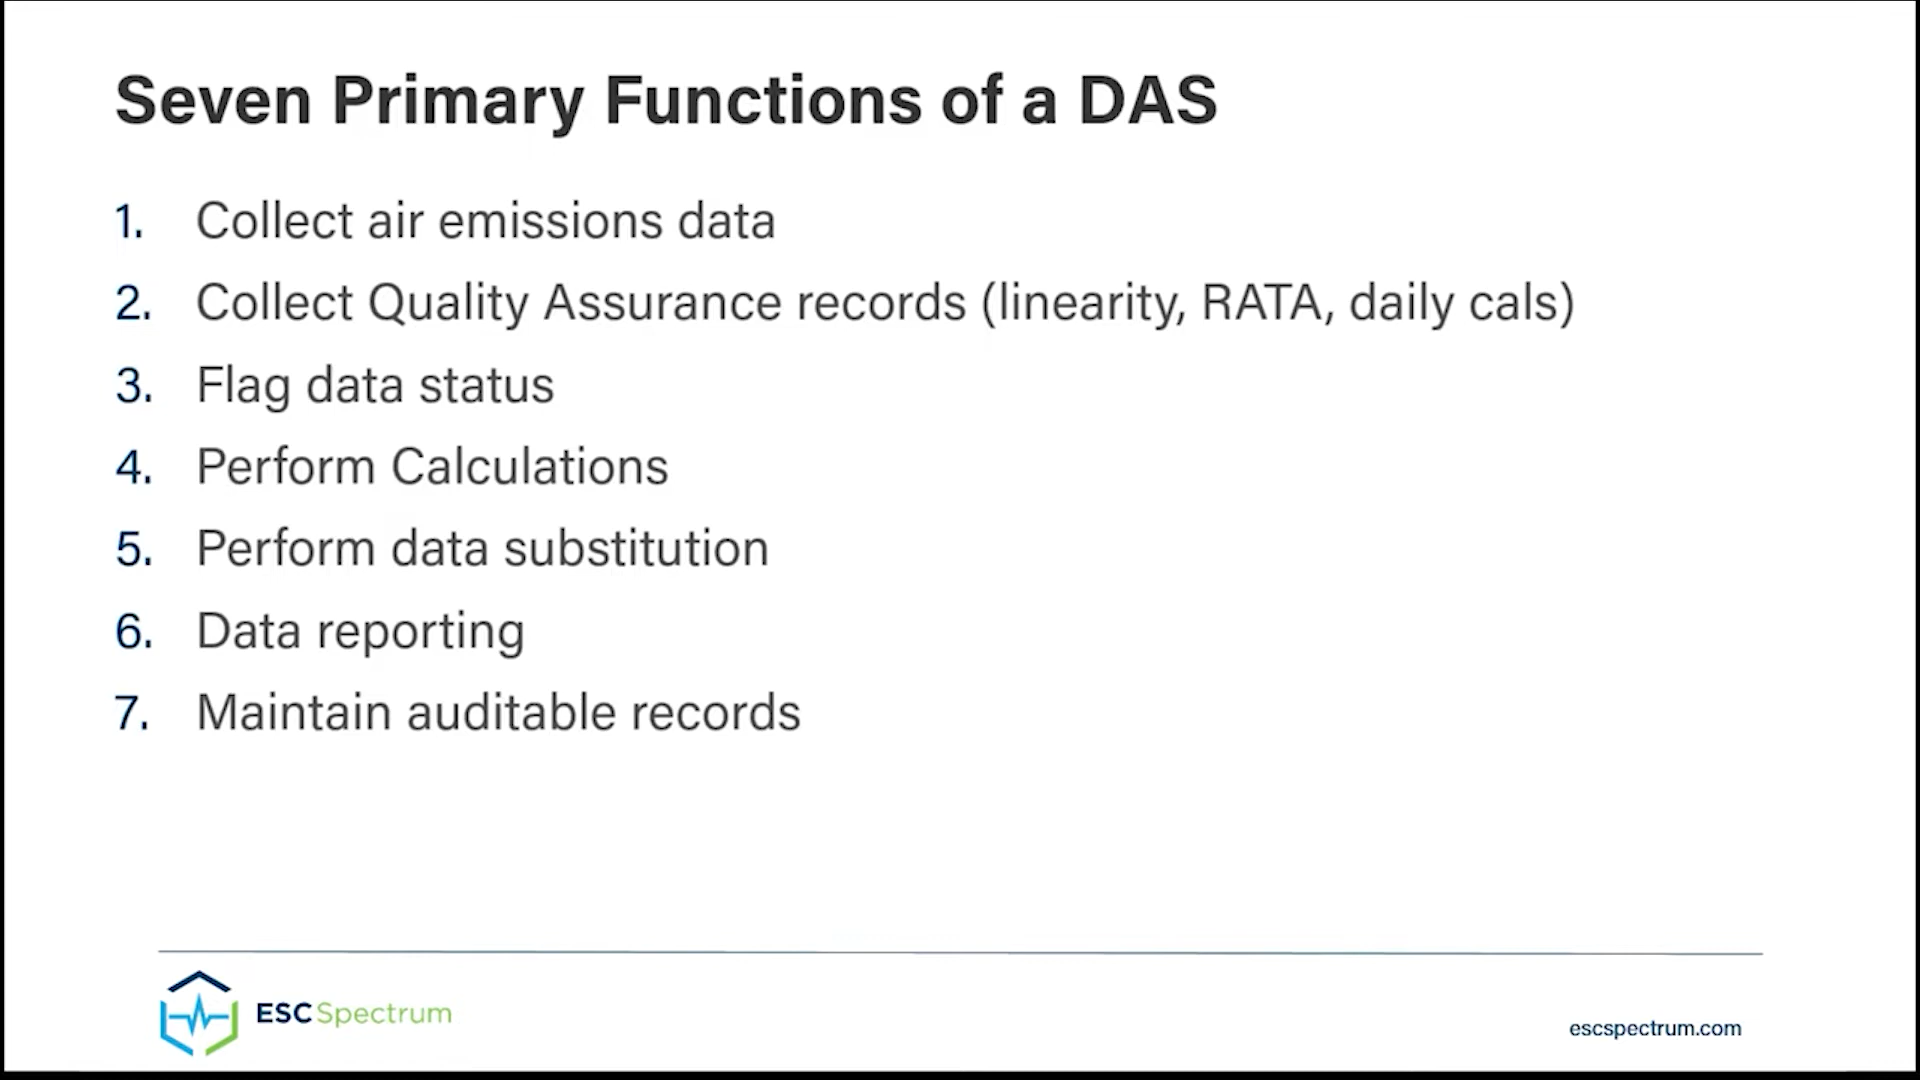 Seven Primary Functions of a DAS
1. Collect air emissions data
2. Collect Quality Assurance records (linearity, RATA, daily cals)
3. Flag data status
4. Perform Calculations
5. Perform data substitution
6. Data reporting
7. Maintain auditable records
ESC Spectrum
escspectrum.com